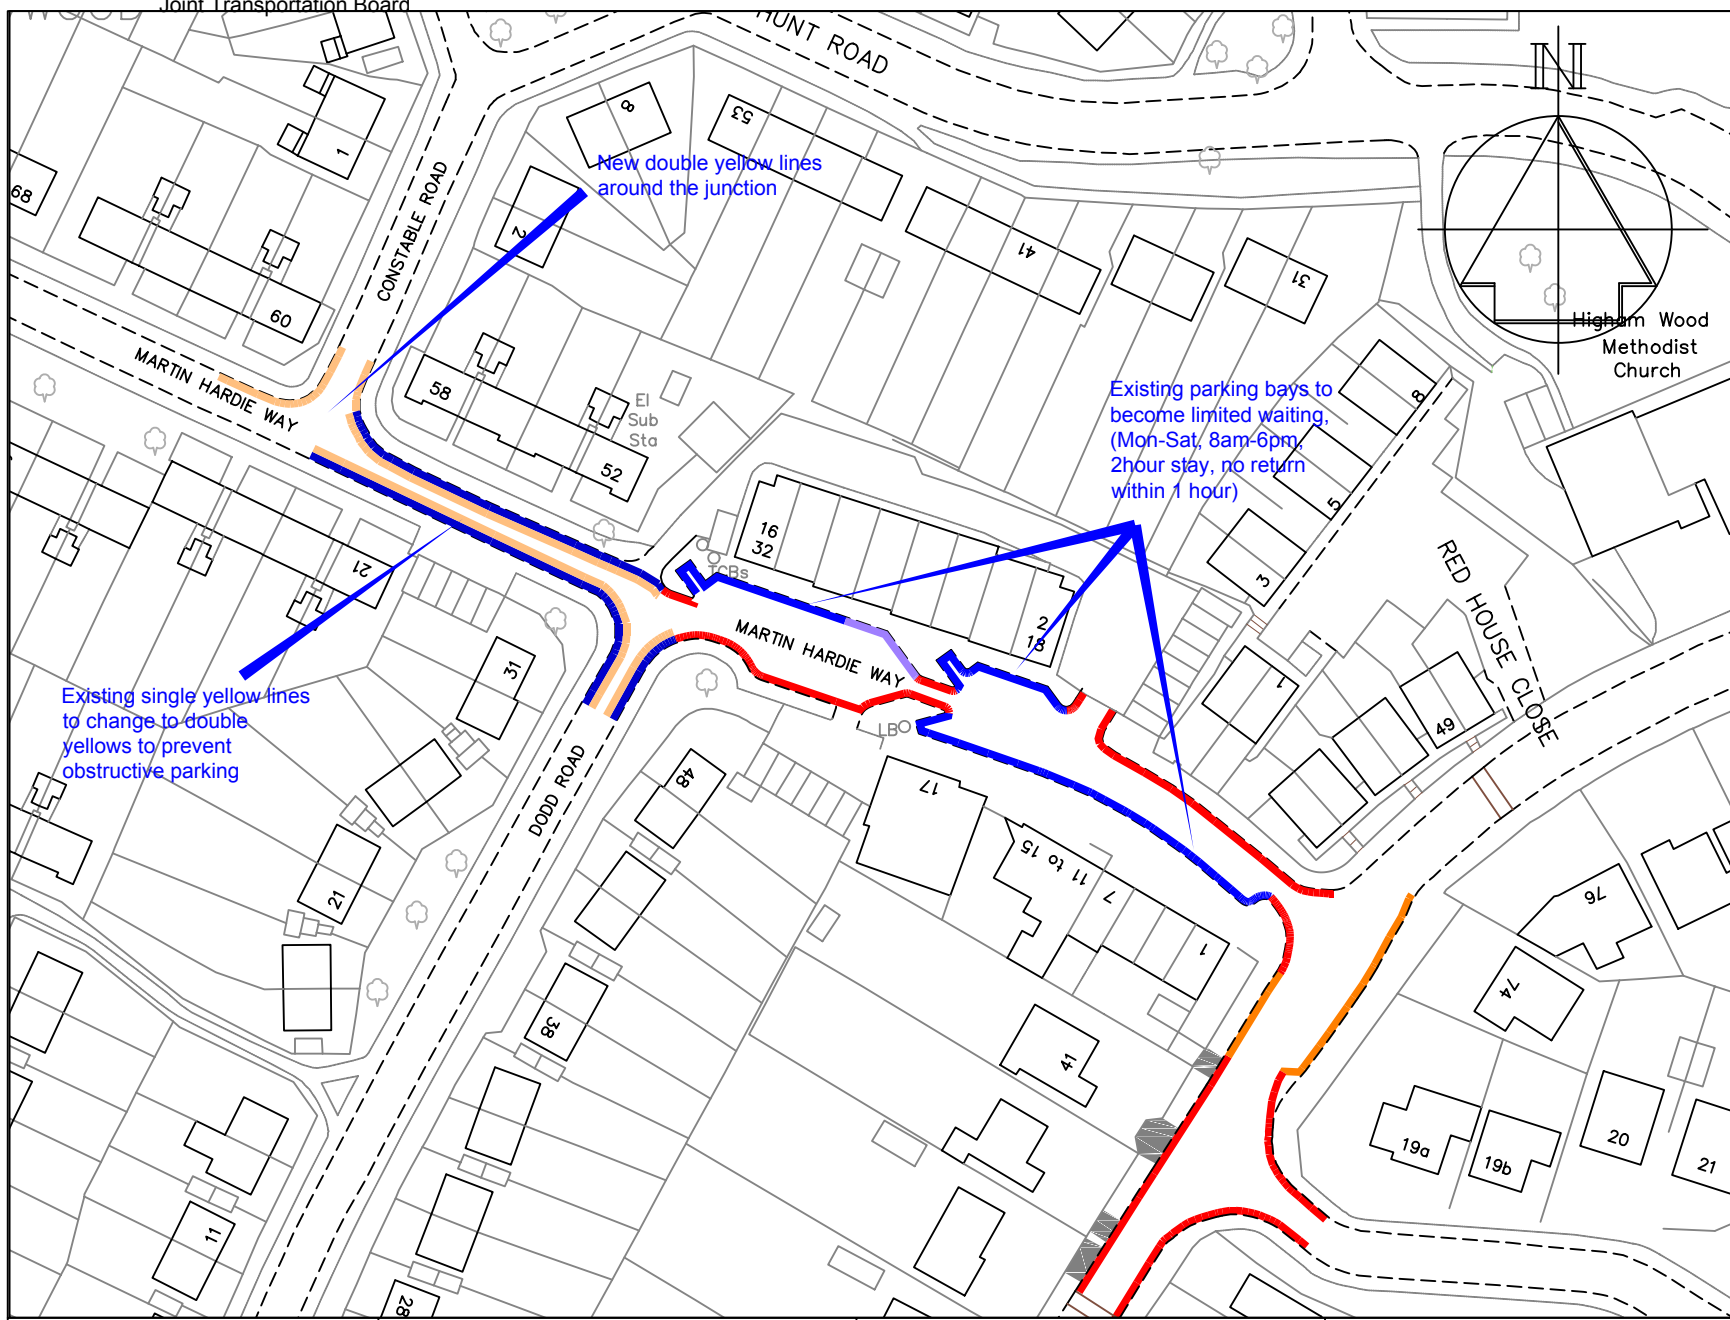 Joint Transportation Board
WOOD
HUNT ROAD
N
8
53
New double yellow lines
around the junction
1
68
CONSTABLE ROAD
2
41
31
60
Higham Wood
Methodist
Church
MARTIN HARDIE WAY
58
El
Sub
Sta
52
Existing parking bays to
become limited waiting,
(Mon-Sat, 8am-6pm,
2hour stay, no return
within 1 hour)
8
5
3
16
32
TCBs
21
RED HOUSE CLOSE
2
18
MARTIN HARDIE WAY
31
1
49
Existing single yellow lines
to change to double
yellows to prevent
obstructive parking
LB
48
17
DODD ROAD
11 to 15
7
1
21
76
74
38
41
19a
19b
20
21
11
28